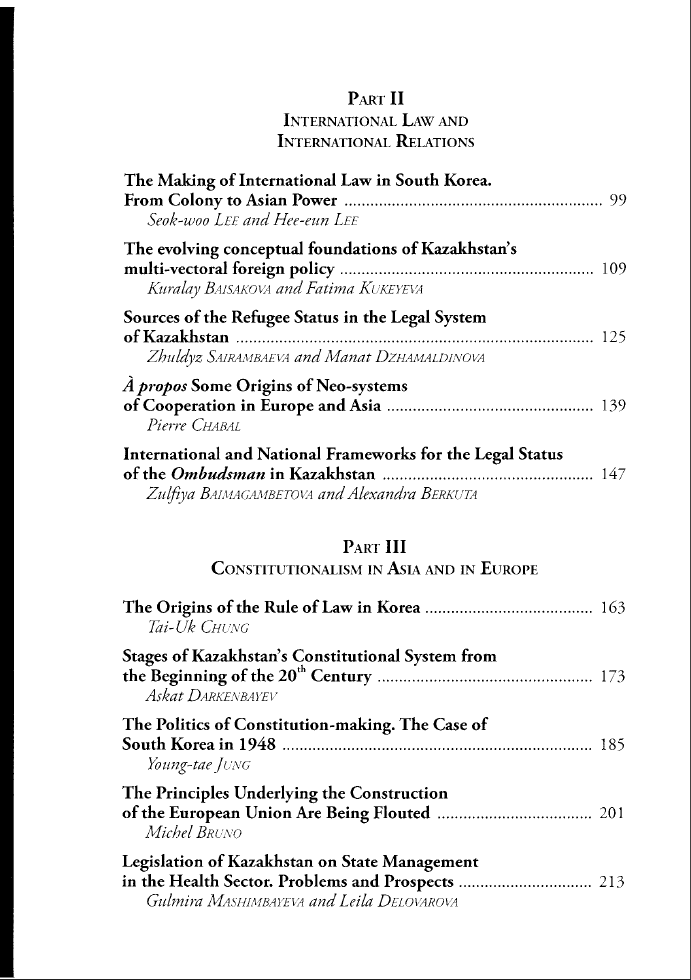 PART II
INTERNATIONAL LAW AND
INTERNATIONAL RELATIONS
The Making of International Law in South Korea.
From Colony to Asian Power ............................................................ 99
Seok-woo LEE and Hee-eun LEE
The evolving conceptual foundations of Kazakhstan's
multi-vectoral foreign policy ........................................................... 109
Kuralay BAISAKOVA and Fatima KUKEYEVA
Sources of the Refugee Status in the Legal System
of Kazakhstan ................................................................................... 125
Zhuldyz SAIRAMBAEVA and Manat DZHAMALDINOVA
À propos Some Origins of Neo-systems
of Cooperation in Europe and Asia ................................................ 139
Pierre CHABAL
International and National Frameworks for the Legal Status
of the Ombudsman in Kazakhstan ................................................. 147
Zulfiya BAIMAGAMBETOVA and Alexandra BERKUTA
PART III
CONSTITUTIONALISM IN ASIA AND IN EUROPE
The Origins of the Rule of Law in Korea ....................................... 163
Tai-Uk CHUNG
Stages of Kazakhstan's Constitutional System from
the Beginning of the 20th Century .................................................. 173
Askat DARKENBAYEV
The Politics of Constitution-making. The Case of
South Korea in 1948 ........................................................................ 185
Young-tae JUNG
The Principles Underlying the Construction
of the European Union Are Being Flouted .................................... 201
Michel BRUNO
Legislation of Kazakhstan on State Management
in the Health Sector. Problems and Prospects ............................... 213
Gulmira MASHIMBAYEVA and Leila DELOVAROVA